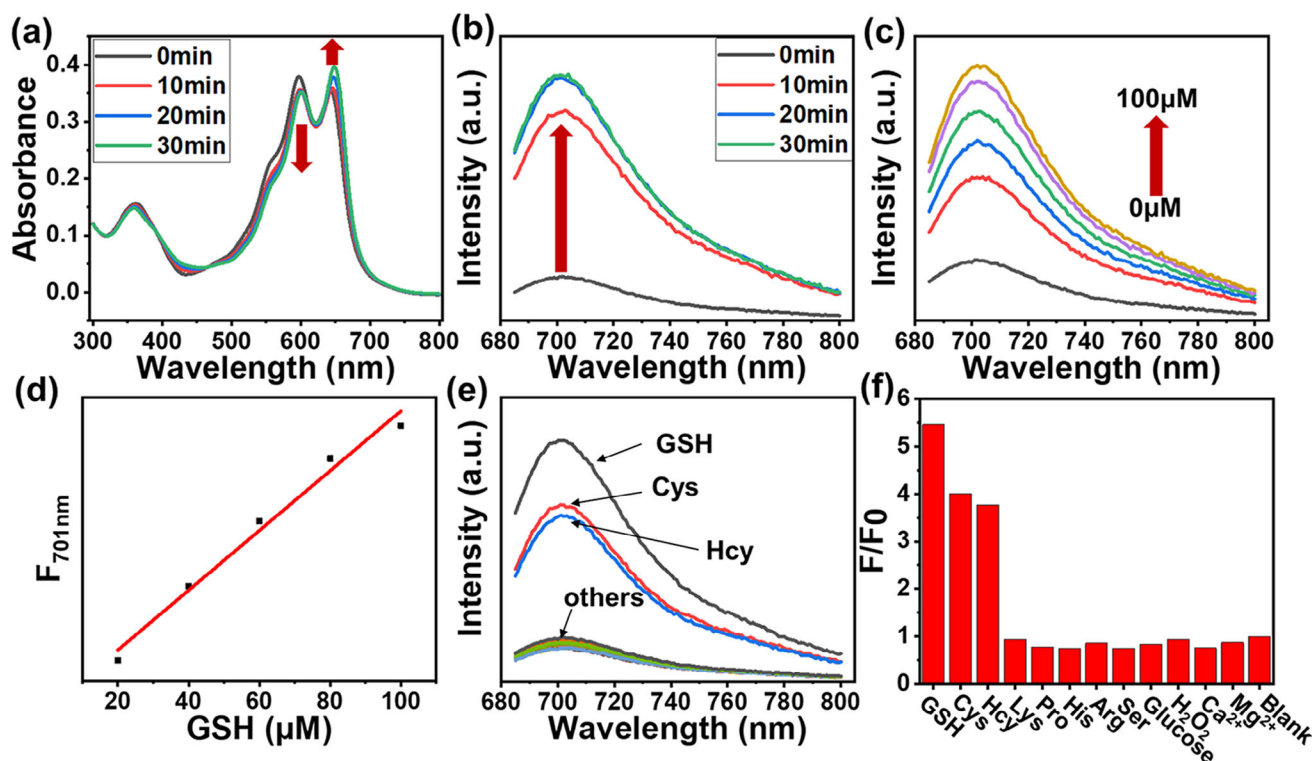 (a)
0min
10min
20min
30min
0.4
0.3
0.2
0.1
0.0
Absorbance
300 400 500 600 700 800
Wavelength (nm)
(b)
0min
10min
20min
30min
Intensity (a.u.)
680 700 720 740 760 780 800
Wavelength (nm)
(c)
100μM
0μM
Intensity (a.u.)
680 700 720 740 760 780 800
Wavelength (nm)
(d)
F701nm
20 40 60 80 100
GSH (μM)
(e)
GSH
Cys
Hcy
others
Intensity (a.u.)
680 700 720 740 760 780 800
Wavelength (nm)
(f)
6
5
4
3
2
1
0
F/F0
GSH
Cys
Hcy
Lys
Pro
His
Arg
Ser
Glucose
H₂O₂
Ca²⁺
Mg²⁺
Blank